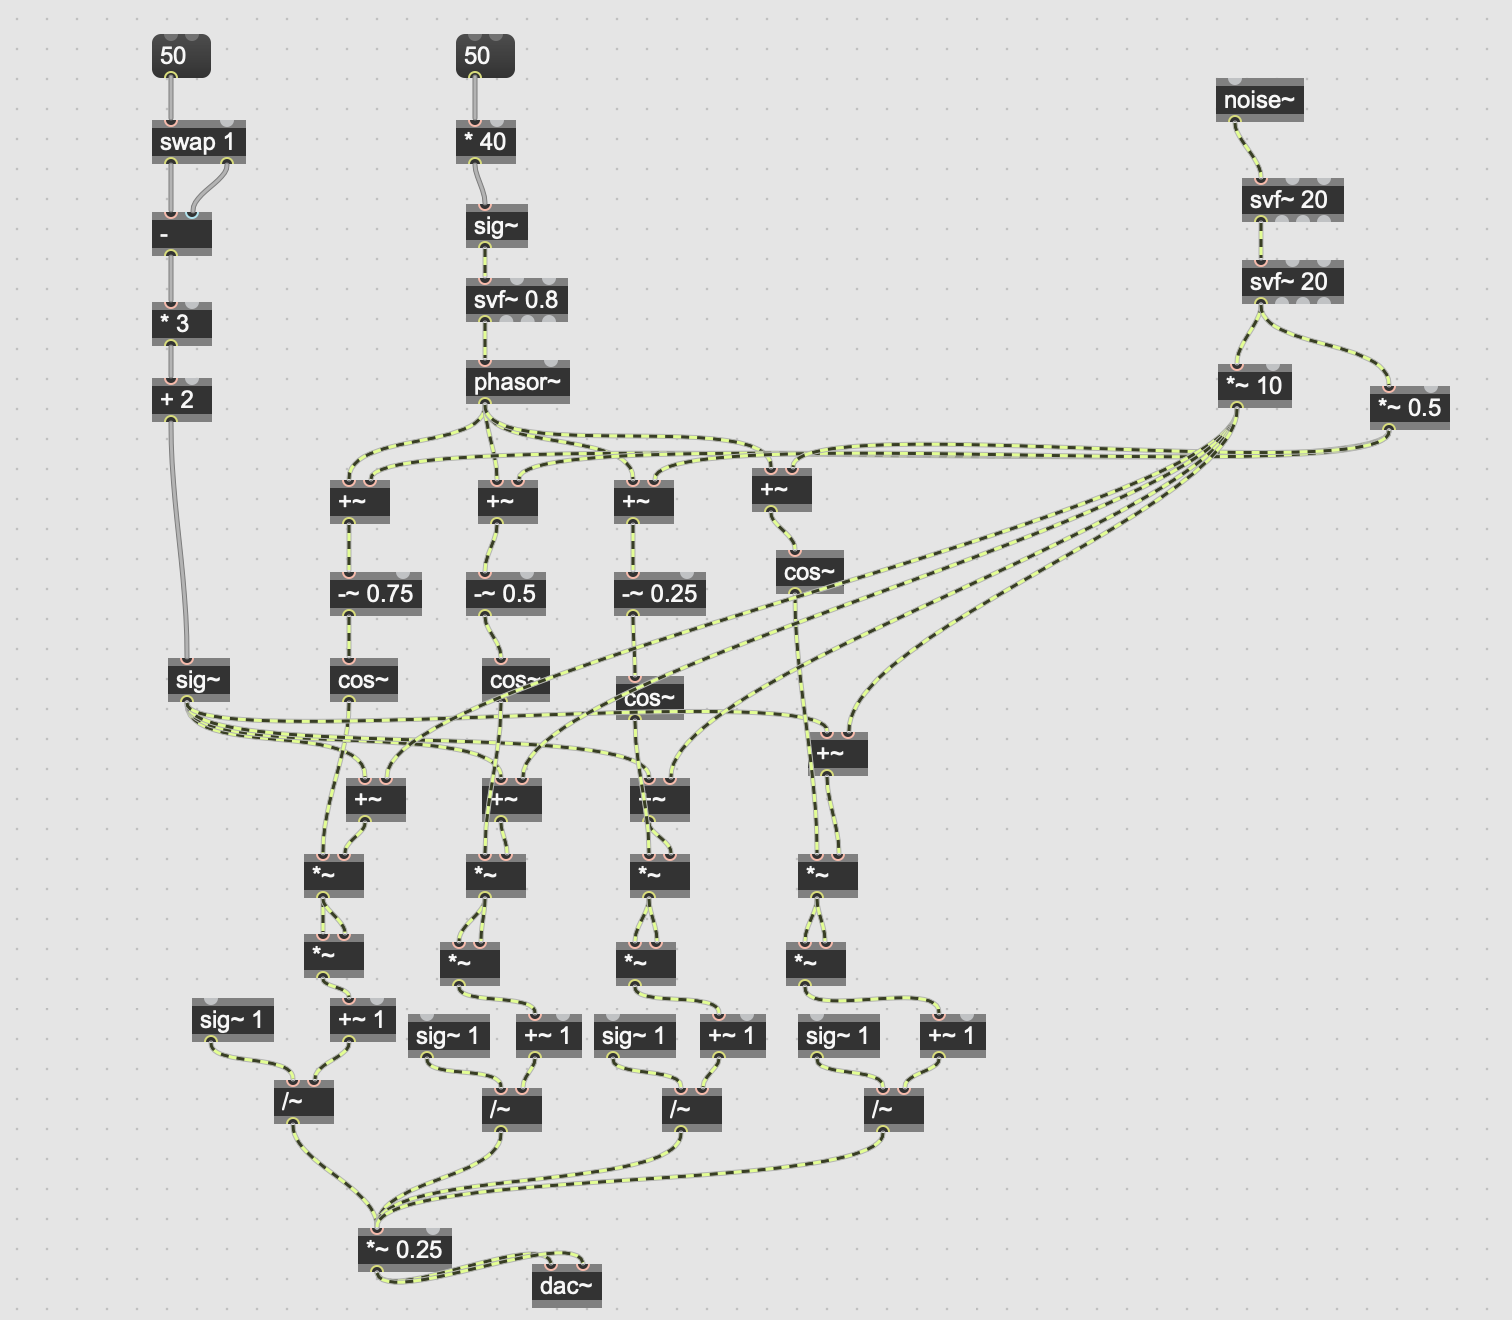 50
50
noise~
swap 1
* 40
svf~ 20
-
sig~
svf~ 20
* 3
svf~ 0.8
+ 2
phasor~
*~ 10
*~ 0.5
+~
+~
+~
+~
-~ 0.75
-~ 0.5
-~ 0.25
cos~
sig~
cos~
cos~
cos~
+~
+~
+~
+~
*~
*~
*~
*~
*~
*~
*~
*~
sig~ 1
+~ 1
sig~ 1
+~ 1
sig~ 1
+~ 1
sig~ 1
+~ 1
/~
/~
/~
/~
*~ 0.25
dac~